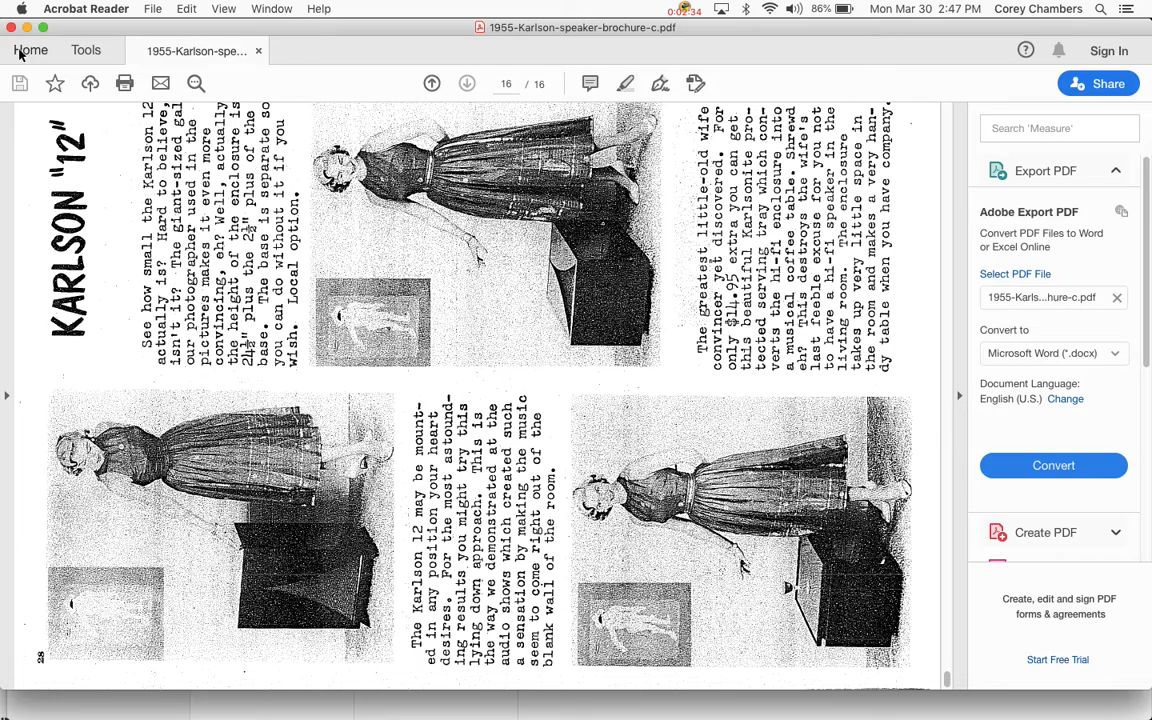 Acrobat Reader File Edit View Window Help
0:02:34
86%
Mon Mar 30 2:47 PM
Corey Chambers
1955-Karlson-speaker-brochure-c.pdf
Home Tools
1955-Karlson-spe...
Sign In
16 / 16
Share
KARLSON "12"
See how small the Karlson 12
actually is? Hard to believe,
isn't it? The giant-sized gal
our photographer used in the
pictures makes it even more
convincing, eh? Well, actually
the height of the enclosure is
24½" plus the 2½" plus of the
base. The base is separate so
you can do without it if you
wish. Local option.
The greatest little-old wife
convincer yet discovered. For
only $14.95 extra you can get
this beautiful Karlsonite pro-
tected serving tray which con-
verts the hi-fi enclosure into
a musical coffee table. Shrewd
eh? This destroys the wife's
last feeble excuse for you not
to have a hi-fi speaker in the
living room. The enclosure
takes up very little space in
the room and makes a very han-
dy table when you have company.
The Karlson 12 may be mount-
ed in any position your heart
desires. For the most astound-
ing results you might try this
lying down approach. This is
the way we demonstrated at the
audio shows which created such
a sensation by making the music
seem to come right out of the
blank wall of the room.
28
Search 'Measure'
Export PDF
Adobe Export PDF
Convert PDF Files to Word
or Excel Online
Select PDF File
1955-Karls...hure-c.pdf
Convert to
Microsoft Word (*.docx)
Document Language:
English (U.S.) Change
Convert
Create PDF
Create, edit and sign PDF
forms & agreements
Start Free Trial